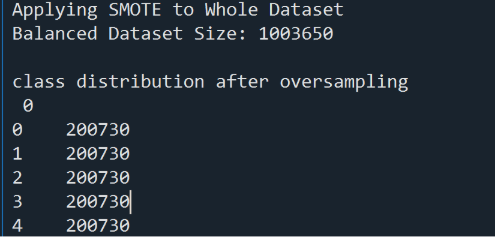 Applying SMOTE to Whole Dataset
Balanced Dataset Size: 1003650
class distribution after oversampling
0
0    200730
1    200730
2    200730
3    200730
4    200730